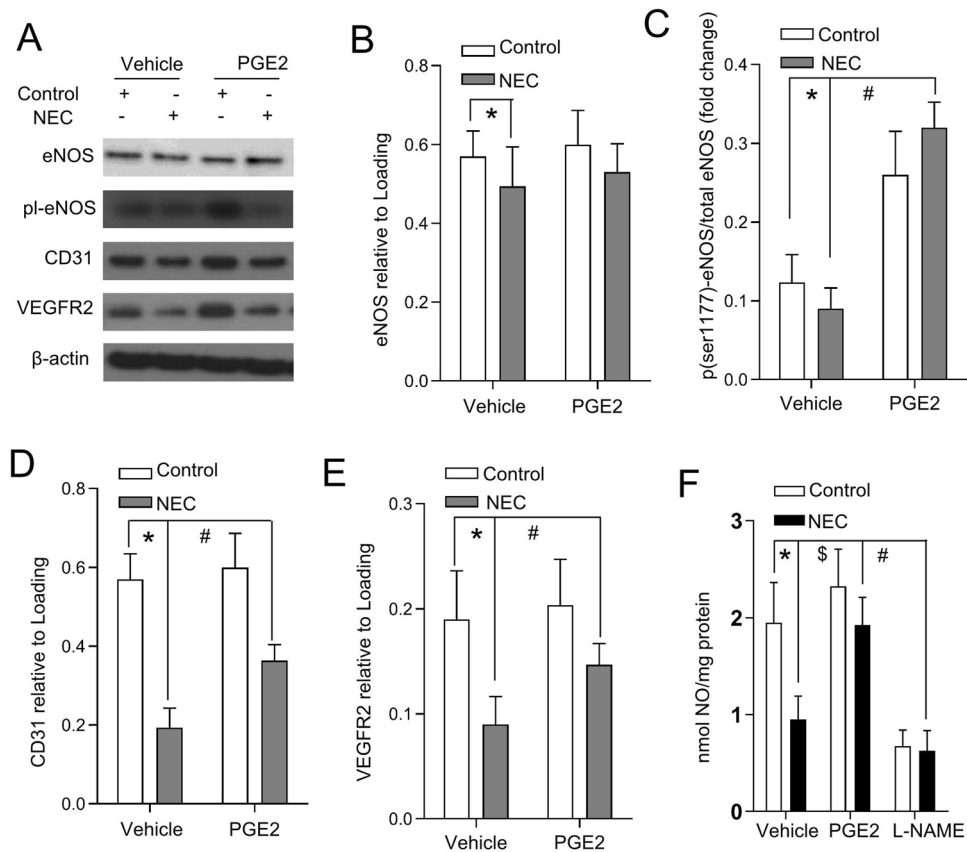 A
Vehicle PGE2
Control + - + -
NEC - + - +
eNOS
pl-eNOS
CD31
VEGFR2
β-actin
B
Control
NEC
eNOS relative to Loading
0.8
0.6
0.4
0.2
0.0
*
Vehicle PGE2
C
Control
NEC
p(ser1177)-eNOS/total eNOS (fold change)
0.4
0.3
0.2
0.1
0.0
* #
Vehicle PGE2
D
Control
NEC
CD31 relative to Loading
0.8
0.6
0.4
0.2
0.0
* #
Vehicle PGE2
E
Control
NEC
VEGFR2 relative to Loading
0.3
0.2
0.1
0.0
* #
Vehicle PGE2
F
Control
NEC
nmol NO/mg protein
3
2
1
0
* $ #
Vehicle PGE2 L-NAME